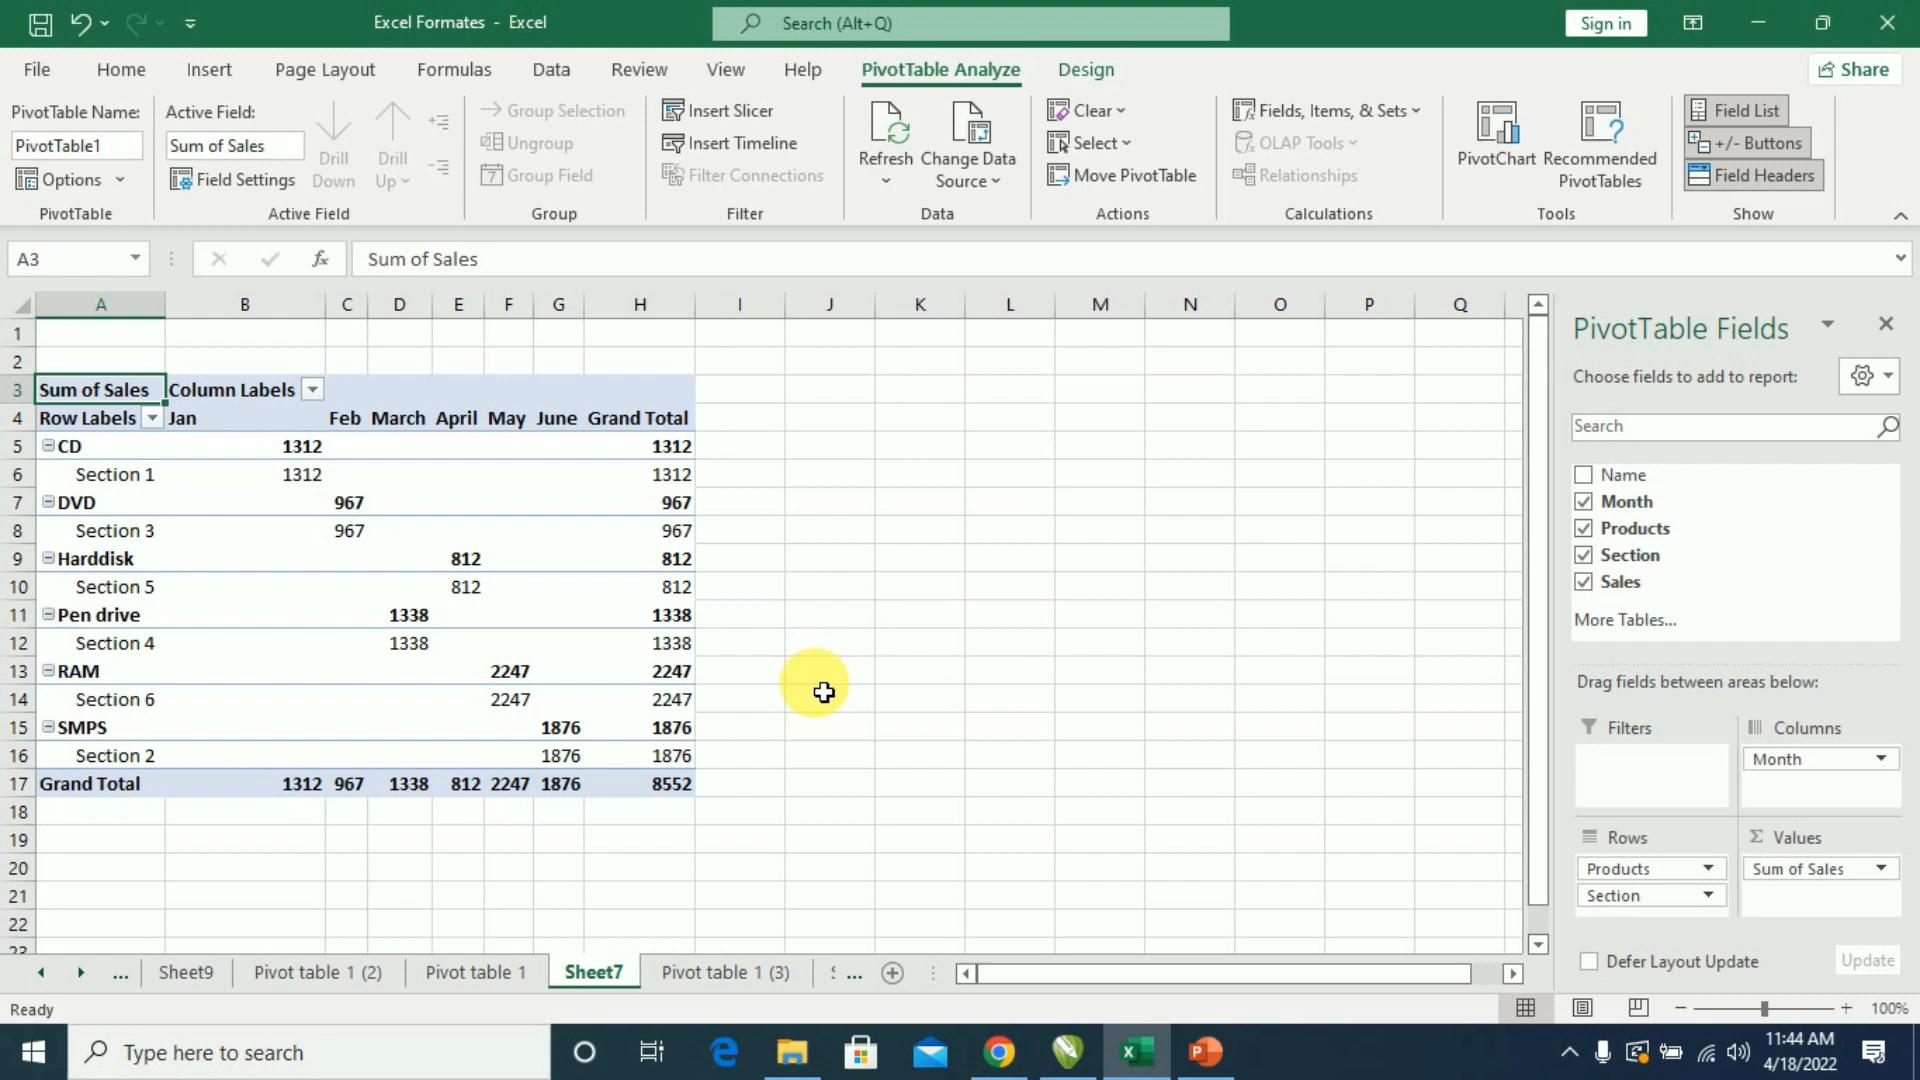 Excel Formates - Excel
Search (Alt+Q)
Sign in
File Home Insert Page Layout Formulas Data Review View Help PivotTable Analyze Design Share
PivotTable Name:
PivotTable1
Options
PivotTable
Active Field:
Sum of Sales
Field Settings
Drill Down
Drill Up
Active Field
Group Selection
Ungroup
7 Group Field
Group
Insert Slicer
Insert Timeline
Filter Connections
Filter
Refresh
Change Data Source
Data
Clear
Select
Move PivotTable
Actions
Fields, Items, & Sets
OLAP Tools
Relationships
Calculations
PivotChart
Recommended PivotTables
Tools
Field List
+/- Buttons
Field Headers
Show
A3 fx Sum of Sales
A B C D E F G H I J K L M N O P Q
1
2
3 Sum of Sales Column Labels
4 Row Labels Jan Feb March April May June Grand Total
5 CD 1312 1312
6 Section 1 1312 1312
7 DVD 967 967
8 Section 3 967 967
9 Harddisk 812 812
10 Section 5 812 812
11 Pen drive 1338 1338
12 Section 4 1338 1338
13 RAM 2247 2247
14 Section 6 2247 2247
15 SMPS 1876 1876
16 Section 2 1876 1876
17 Grand Total 1312 967 1338 812 2247 1876 8552
18
19
20
21
22
PivotTable Fields
Choose fields to add to report:
Search
Name
Month
Products
Section
Sales
More Tables...
Drag fields between areas below:
Filters
Columns
Month
Rows
Products
Section
Σ Values
Sum of Sales
Defer Layout Update
Update
... Sheet9 Pivot table 1 (2) Pivot table 1 Sheet7 Pivot table 1 (3) ...
Ready
100%
Type here to search
11:44 AM
4/18/2022